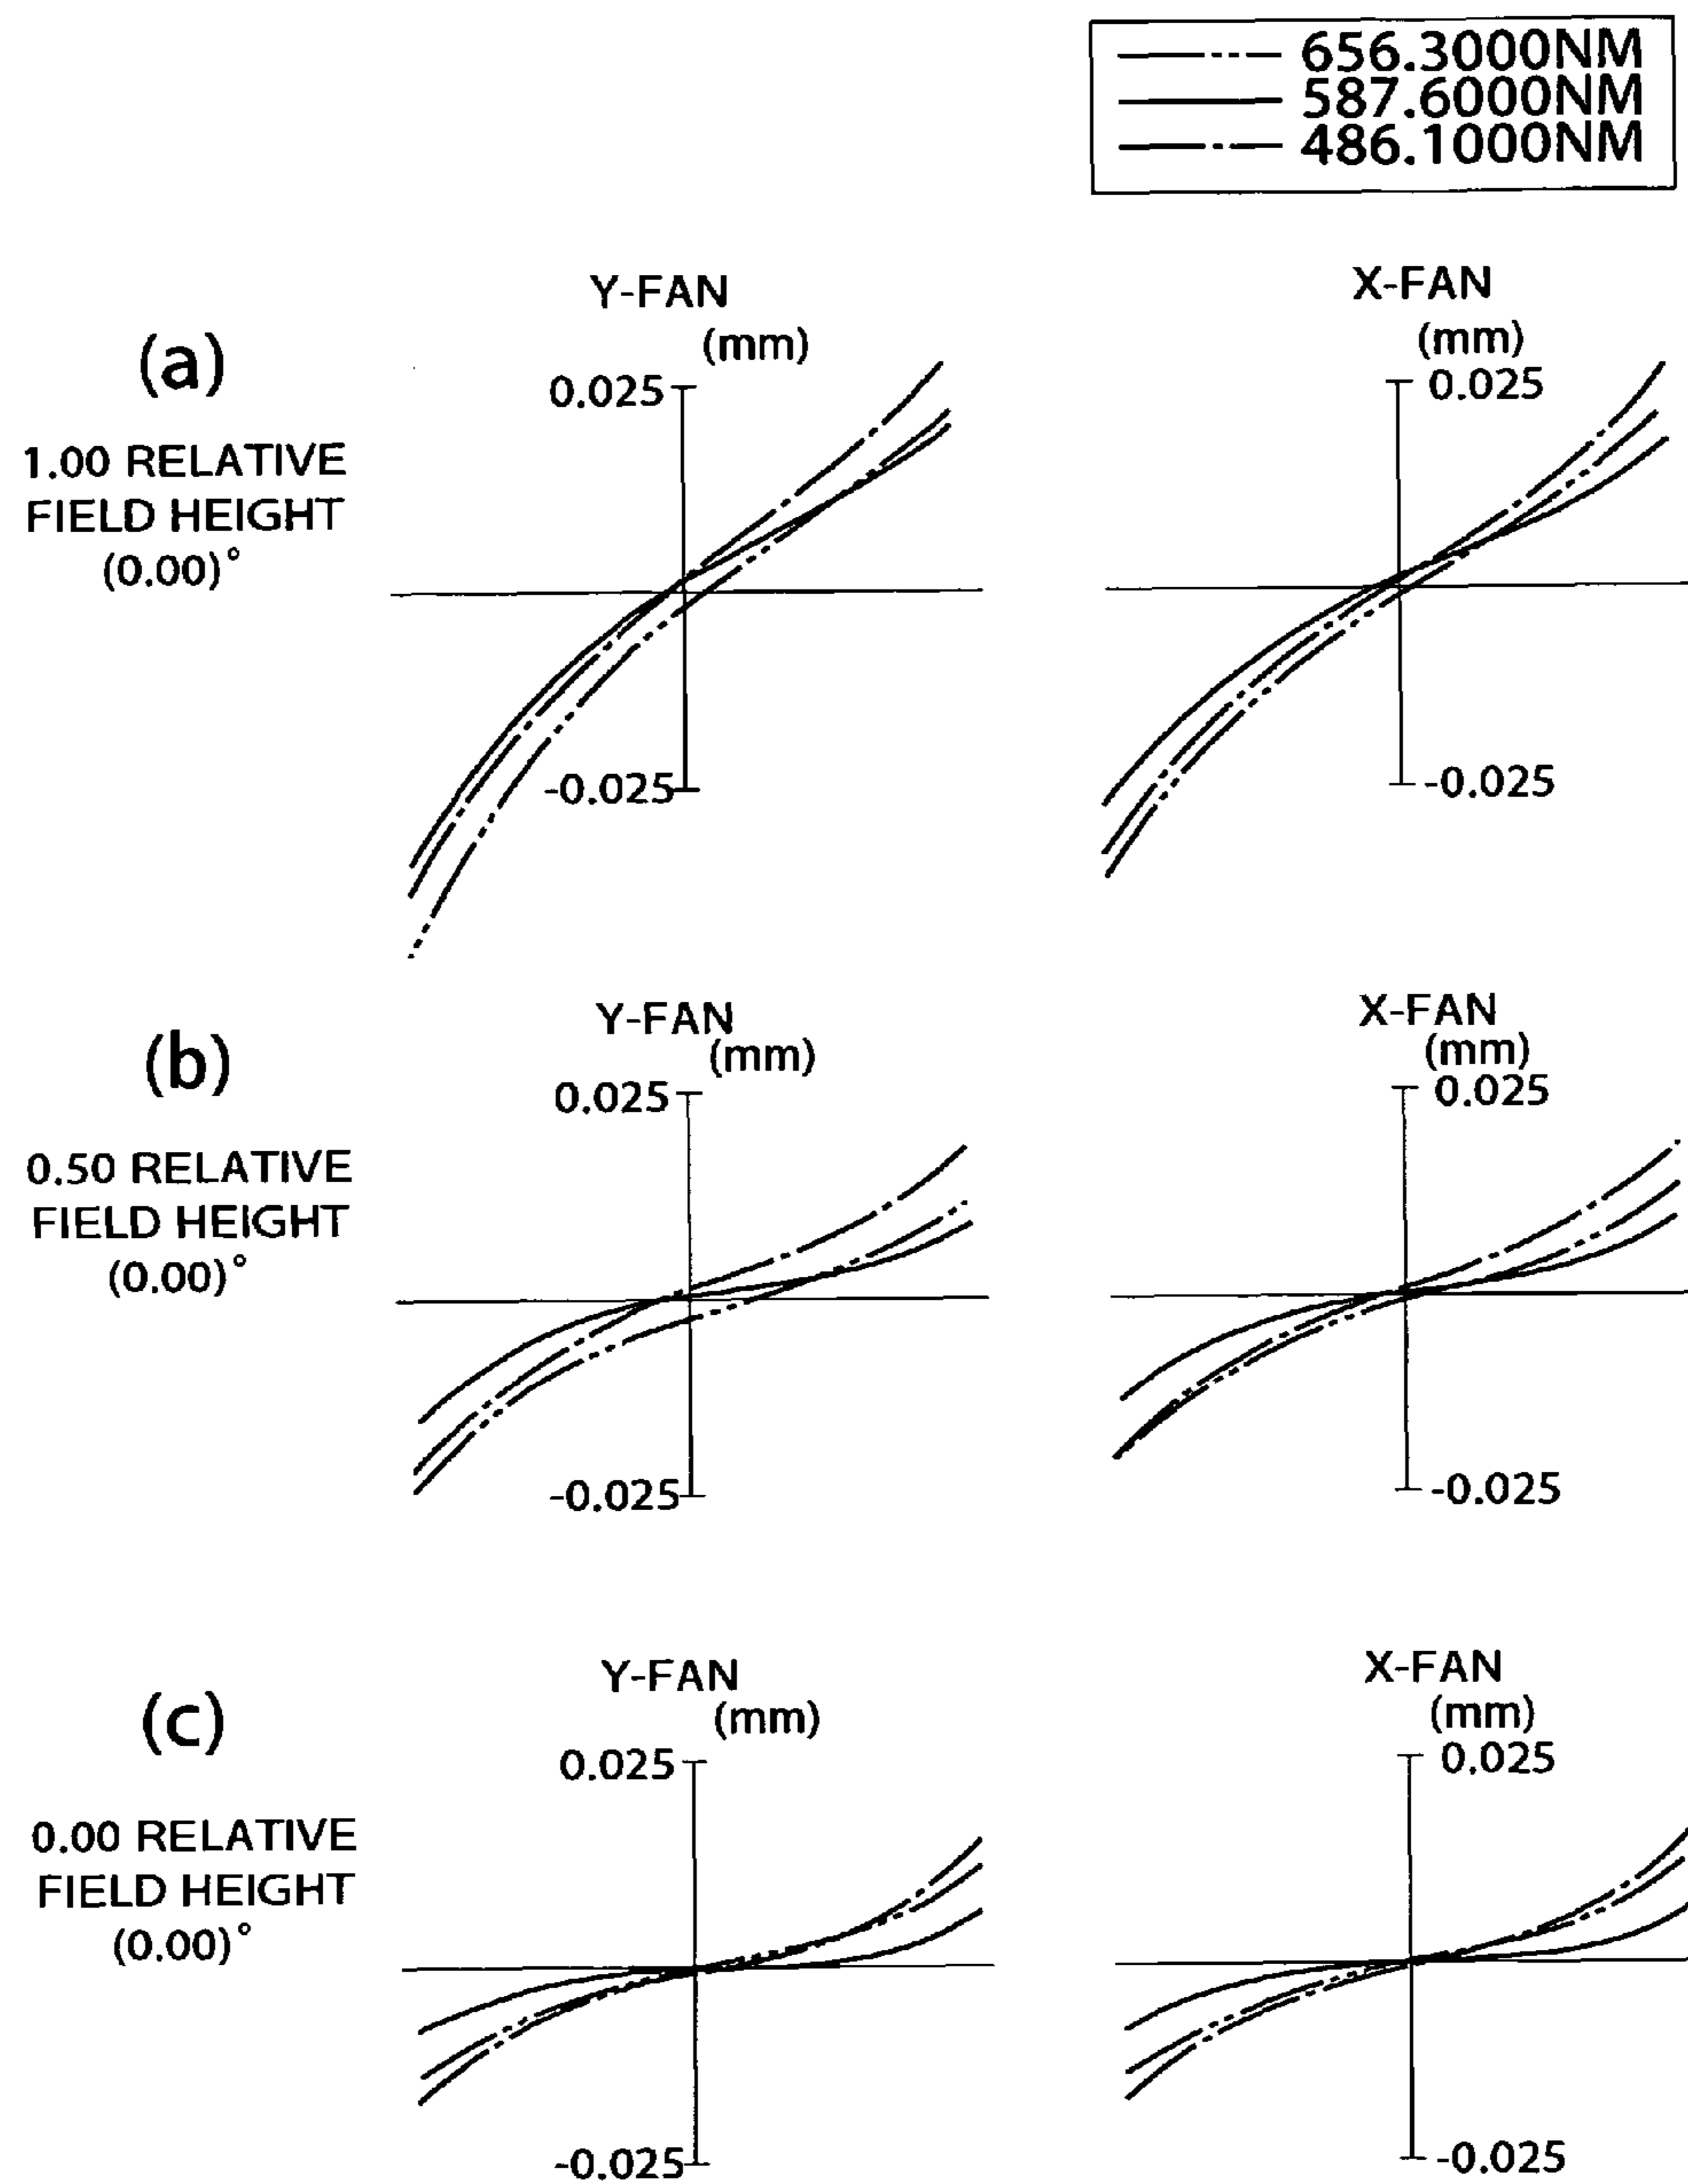 656.3000NM
587.6000NM
486.1000NM
(a)
1.00 RELATIVE
FIELD HEIGHT
(0.00)°
Y-FAN
(mm)
0.025
-0.025
X-FAN
(mm)
0.025
-0.025
(b)
0.50 RELATIVE
FIELD HEIGHT
(0.00)°
Y-FAN
(mm)
0.025
-0.025
X-FAN
(mm)
0.025
-0.025
(c)
0.00 RELATIVE
FIELD HEIGHT
(0.00)°
Y-FAN
(mm)
0.025
-0.025
X-FAN
(mm)
0.025
-0.025